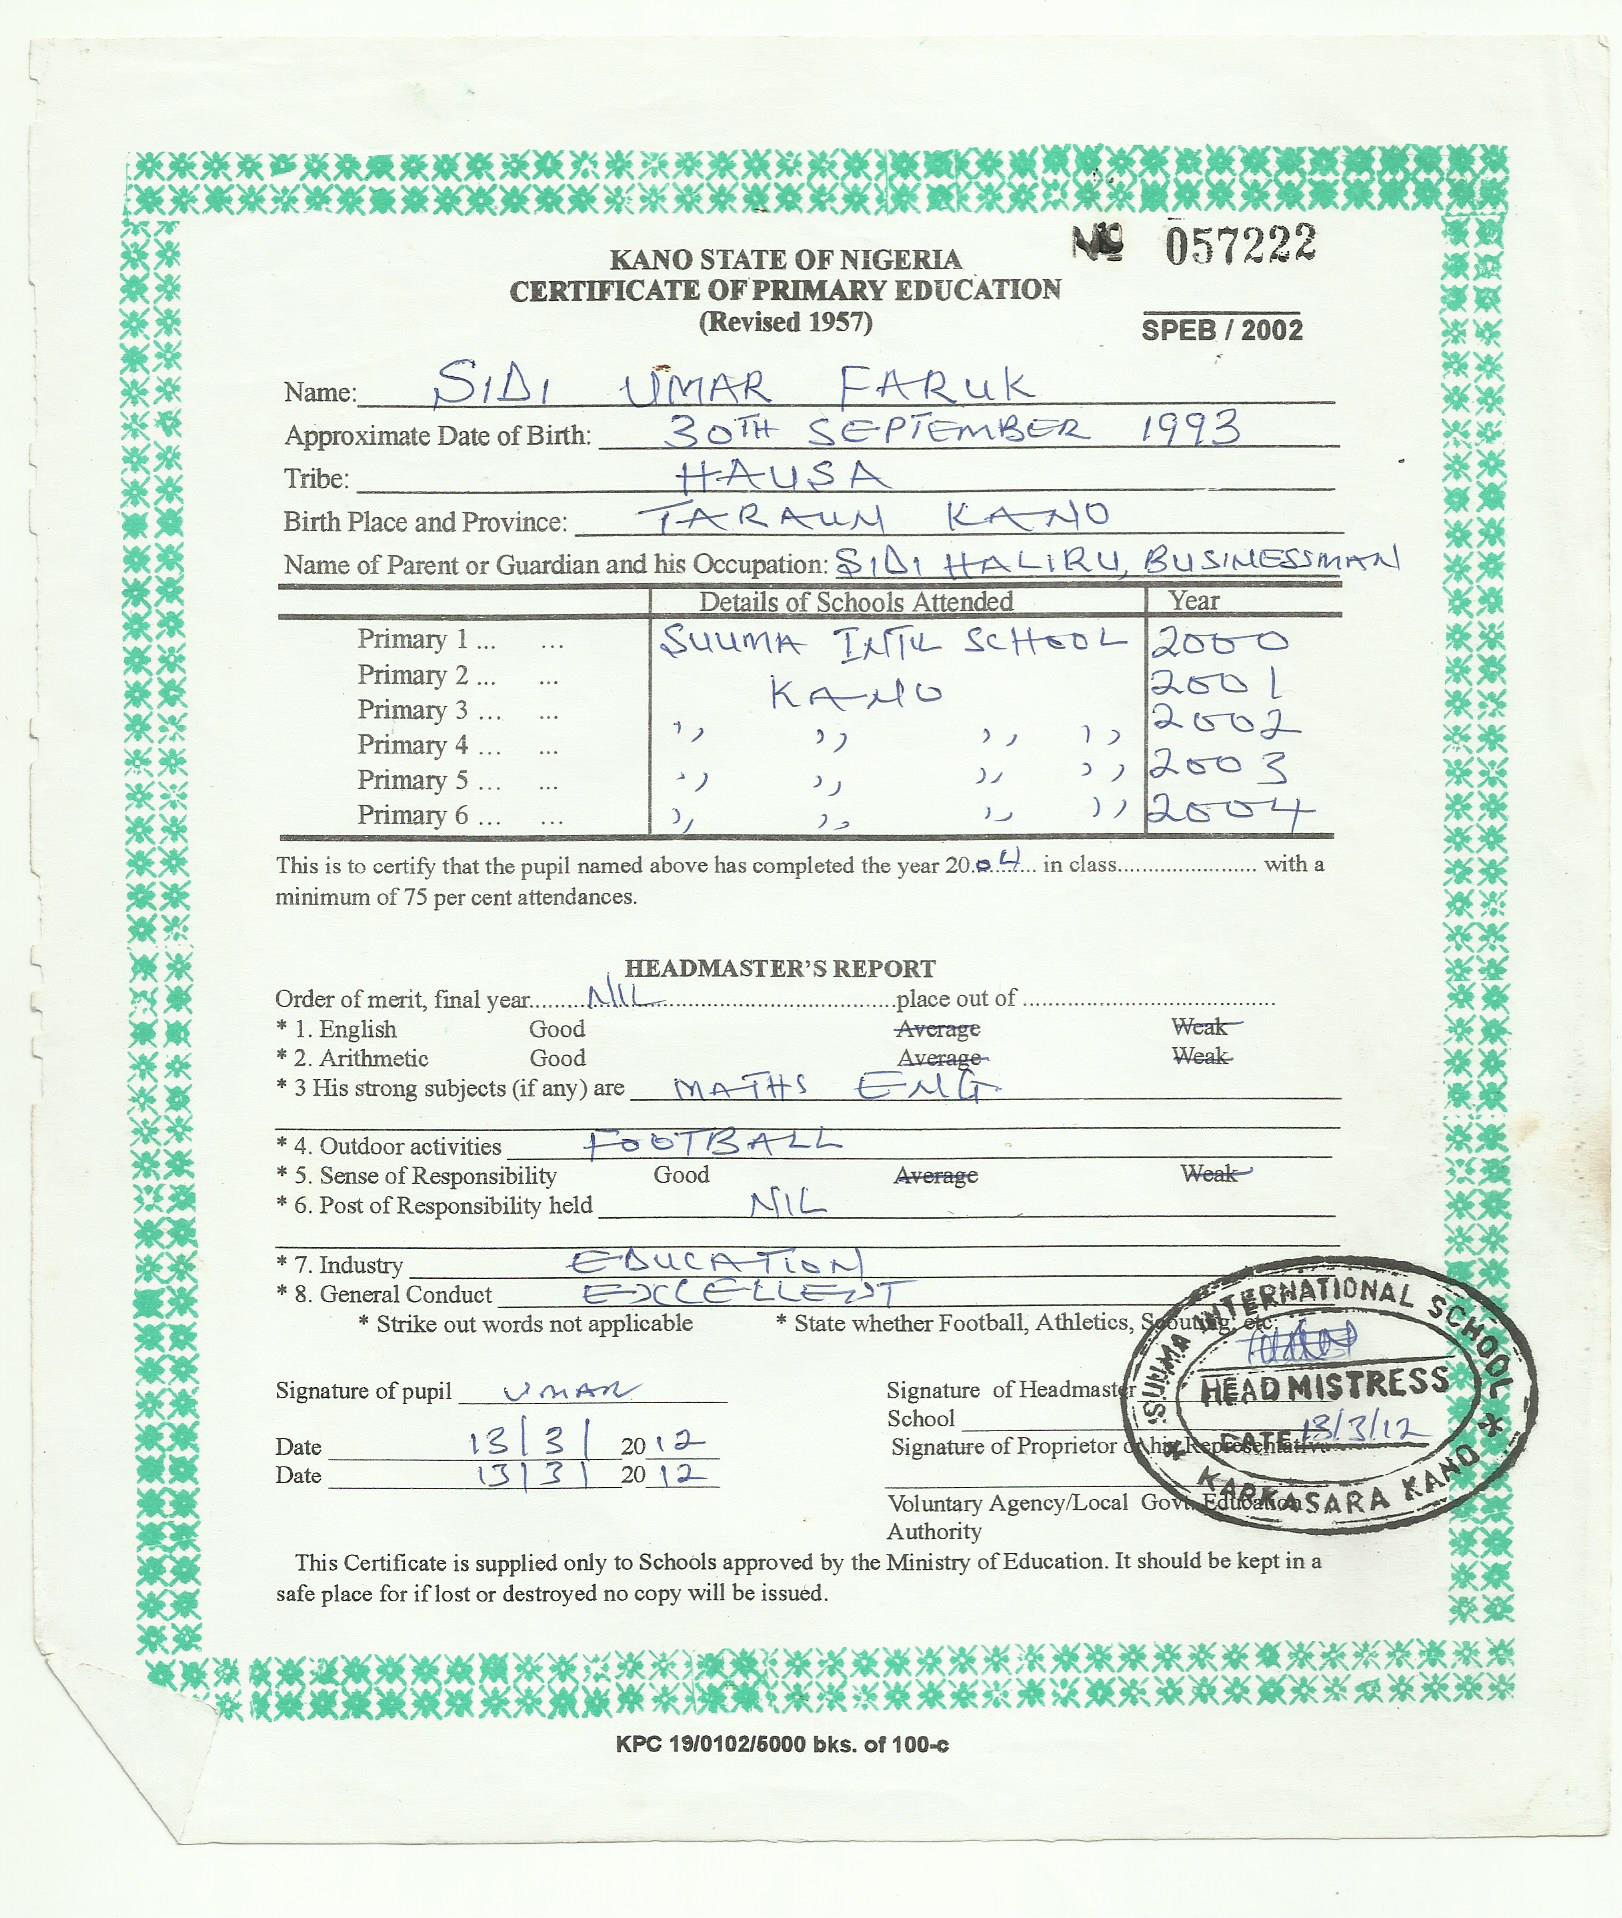 № 057222
KANO STATE OF NIGERIA
CERTIFICATE OF PRIMARY EDUCATION
(Revised 1957)
SPEB / 2002
Name: SIDI UMAR FARUK
Approximate Date of Birth: 30TH SEPTEMBER 1993
Tribe: HAUSA
Birth Place and Province: TARAUNI KANO
Name of Parent or Guardian and his Occupation: SIDI HALIRU, BUSINESSMAN
Details of Schools Attended Year
Primary 1 ... ... SUUMA INT'L SCHOOL 2000
Primary 2 ... ... KANO 2001
Primary 3 ... ... 2002
Primary 4 ... ... ,, ,, ,, ,,
Primary 5 ... ... ,, ,, ,, ,, 2003
Primary 6 ... ... ,, ,, ,, ,, 2004
This is to certify that the pupil named above has completed the year 20.04... in class...................... with a
minimum of 75 per cent attendances.
HEADMASTER'S REPORT
Order of merit, final year.........NIL......................................place out of .........................................
* 1. English Good Average Weak
* 2. Arithmetic Good Average Weak
* 3 His strong subjects (if any) are MATHS ENG
* 4. Outdoor activities FOOTBALL
* 5. Sense of Responsibility Good Average Weak
* 6. Post of Responsibility held NIL
* 7. Industry EDUCATION
* 8. General Conduct EXCELLENT
* Strike out words not applicable * State whether Football, Athletics, Scouting, etc.
Signature of pupil UMAR Signature of Headmaster
School
Date 13/3/ 2012 Signature of Proprietor or his Representative
Date 13/3/ 2012
Voluntary Agency/Local Govt. Education
Authority
SUUMA INTERNATIONAL SCHOOL
HEAD MISTRESS
DATE 13/3/12
* KARKASARA KANO *
This Certificate is supplied only to Schools approved by the Ministry of Education. It should be kept in a
safe place for if lost or destroyed no copy will be issued.
KPC 19/0102/5000 bks. of 100-c